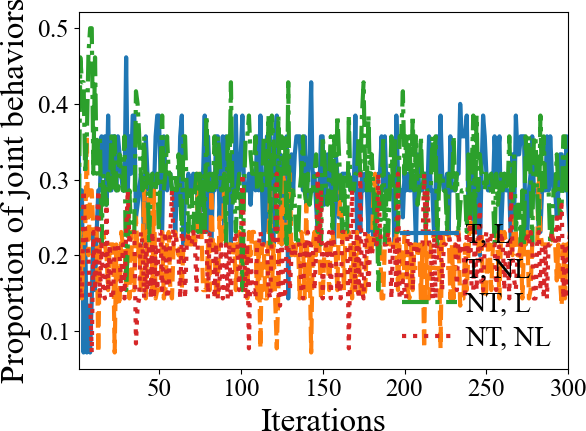 Proportion of joint behaviors
0.5
0.4
0.3
0.2
0.1
T, L
T, NL
NT, L
NT, NL
50
100
150
200
250
300
Iterations